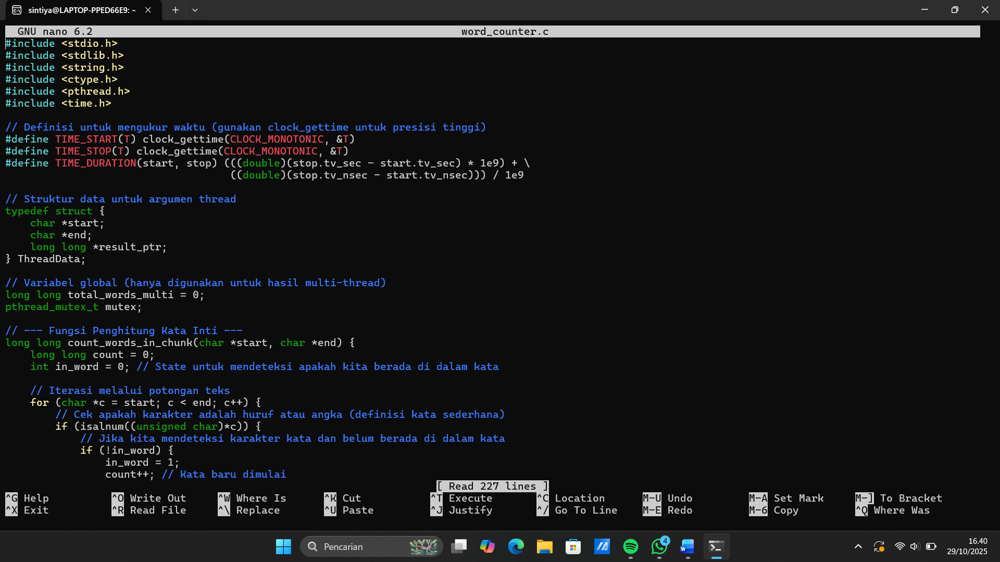 sintiya@LAPTOP-PPED66E9: ~
GNU nano 6.2 word_counter.c
#include <stdio.h>
#include <stdlib.h>
#include <string.h>
#include <ctype.h>
#include <pthread.h>
#include <time.h>
// Definisi untuk mengukur waktu (gunakan clock_gettime untuk presisi tinggi)
#define TIME_START(T) clock_gettime(CLOCK_MONOTONIC, &T)
#define TIME_STOP(T) clock_gettime(CLOCK_MONOTONIC, &T)
#define TIME_DURATION(start, stop) (((double)(stop.tv_sec - start.tv_sec) * 1e9) + \
((double)(stop.tv_nsec - start.tv_nsec))) / 1e9
// Struktur data untuk argumen thread
typedef struct {
char *start;
char *end;
long long *result_ptr;
} ThreadData;
// Variabel global (hanya digunakan untuk hasil multi-thread)
long long total_words_multi = 0;
pthread_mutex_t mutex;
// --- Fungsi Penghitung Kata Inti ---
long long count_words_in_chunk(char *start, char *end) {
long long count = 0;
int in_word = 0; // State untuk mendeteksi apakah kita berada di dalam kata
// Iterasi melalui potongan teks
for (char *c = start; c < end; c++) {
// Cek apakah karakter adalah huruf atau angka (definisi kata sederhana)
if (isalnum((unsigned char)*c)) {
// Jika kita mendeteksi karakter kata dan belum berada di dalam kata
if (!in_word) {
in_word = 1;
count++; // Kata baru dimulai
[ Read 227 lines ]
^G Help ^O Write Out ^W Where Is ^K Cut ^T Execute ^C Location M-U Undo M-A Set Mark M-] To Bracket
^X Exit ^R Read File ^\ Replace ^U Paste ^J Justify ^/ Go To Line M-E Redo M-6 Copy ^Q Where Was
Pencarian
4
16.40
29/10/2025